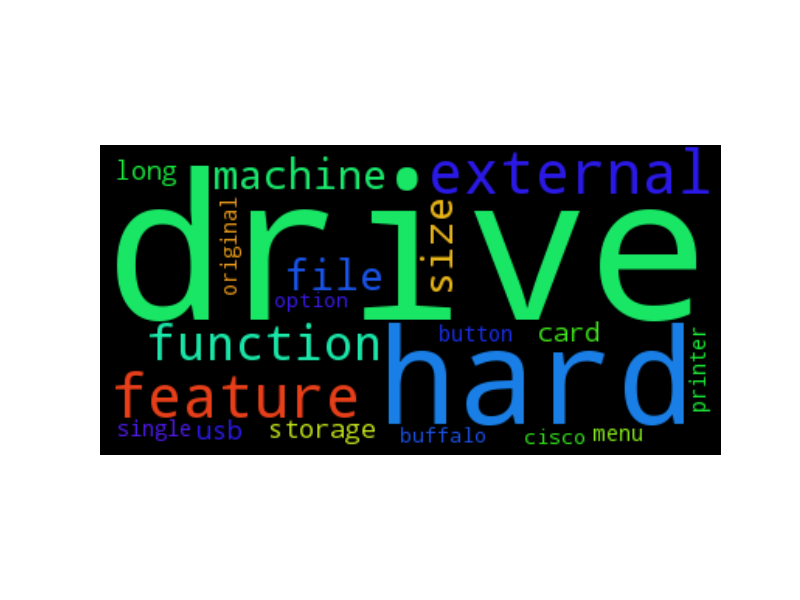 long machine external
drive
original
size
file
option
function
button card
hard
printer
feature
single usb storage
buffalo cisco menu